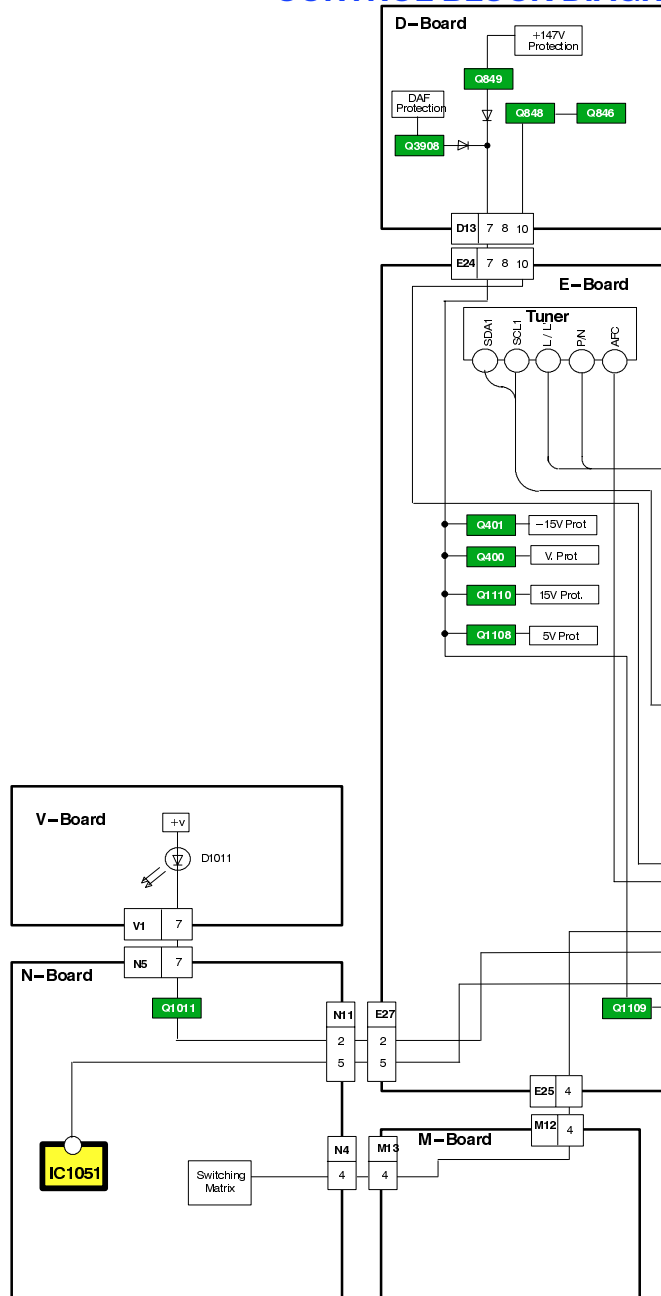 D-Board
+147V
Protection
Q849
DAF
Protection
Q848
Q846
Q3908
D13 7 8 10
E24 7 8 10
E-Board
Tuner
SDA1
SCL1
L / L'
P/N
AFC
Q401 -15V Prot
Q400 V. Prot
Q1110 15V Prot.
Q1108 5V Prot
V-Board
+v
D1011
V1 7
N5 7
N-Board
Q1011
N11 E27
2 2
5 5
Q1109
E25 4
M12 4
M-Board
N4 M13
4 4
IC1051
Switching
Matrix